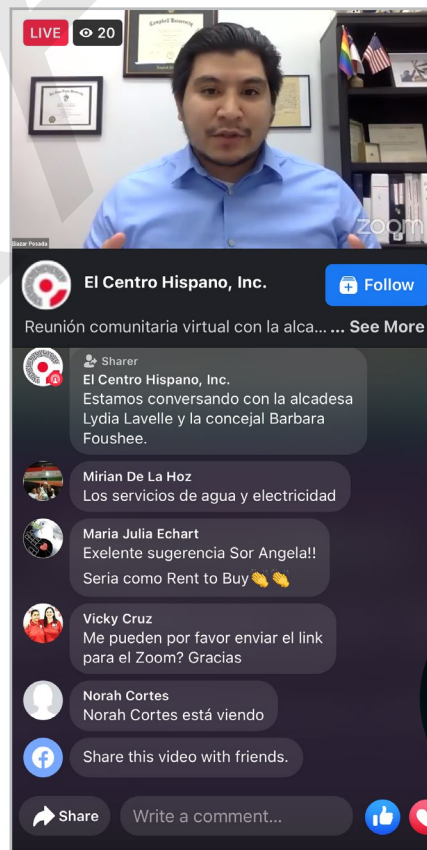 LIVE
20
Campbell University
zoom
El Centro Hispano, Inc.
Follow
Reunión comunitaria virtual con la alca... ... See More
Sharer
El Centro Hispano, Inc.
Estamos conversando con la alcadesa
Lydia Lavelle y la concejal Barbara
Foushee.
Mirian De La Hoz
Los servicios de agua y electricidad
Maria Julia Echart
Exelente sugerencia Sor Angela!!
Seria como Rent to Buy👏👏
Vicky Cruz
Me pueden por favor enviar el link
para el Zoom? Gracias
Norah Cortes
Norah Cortes está viendo
Share this video with friends.
Share
Write a comment...